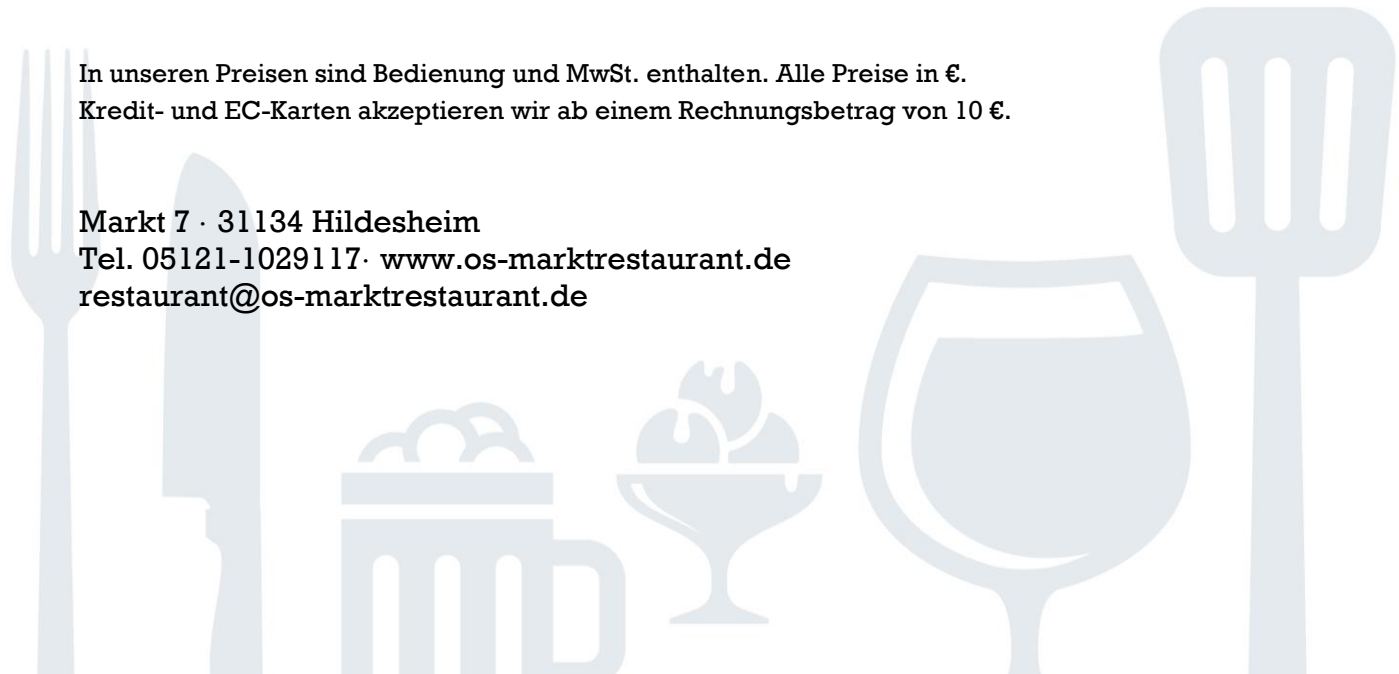 In unseren Preisen sind Bedienung und MwSt. enthalten. Alle Preise in €.
Kredit- und EC-Karten akzeptieren wir ab einem Rechnungsbetrag von 10 €.
Markt 7 · 31134 Hildesheim
Tel. 05121-1029117· www.os-marktrestaurant.de
restaurant@os-marktrestaurant.de